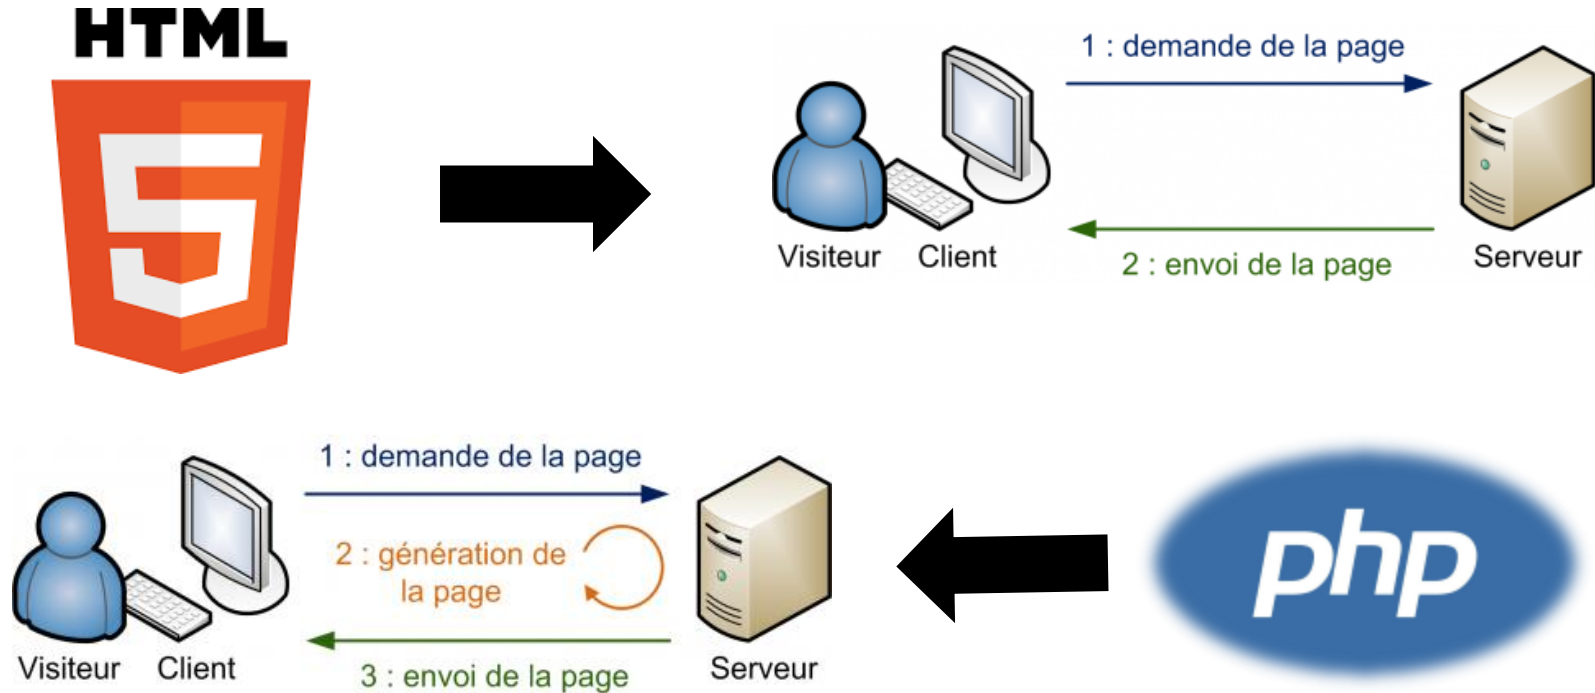 HTML
5
1 : demande de la page
Visiteur Client
2 : envoi de la page
Serveur
1 : demande de la page
2 : génération de
la page
Visiteur Client
3 : envoi de la page
Serveur
php